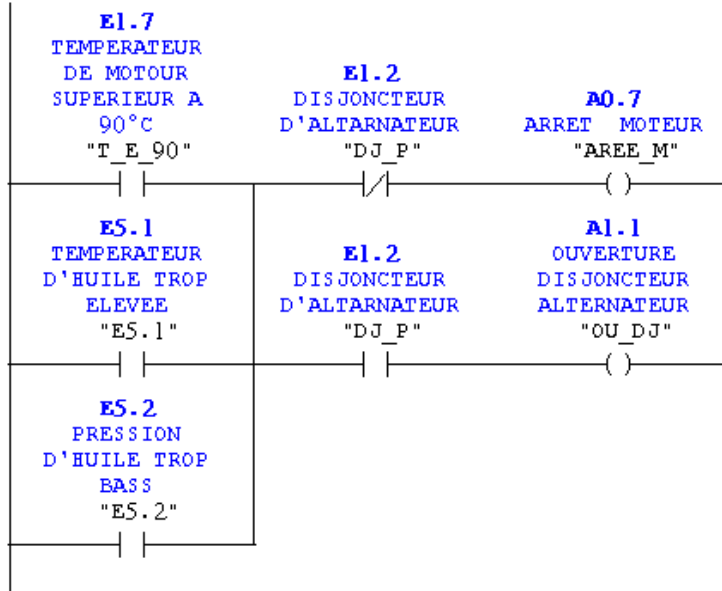 E1.7
TEMPERATEUR
DE MOTOUR
SUPERIEUR A
90°C
"T_E_90"
E1.2
DISJONCTEUR
D'ALTARNATEUR
"DJ_P"
A0.7
ARRET MOTEUR
"AREE_M"
E5.1
TEMPERATEUR
D'HUILE TROP
ELEVEE
"E5.1"
E1.2
DISJONCTEUR
D'ALTARNATEUR
"DJ_P"
A1.1
OUVERTURE
DISJONCTEUR
ALTERNATEUR
"OU_DJ"
E5.2
PRESSION
D'HUILE TROP
BASS
"E5.2"